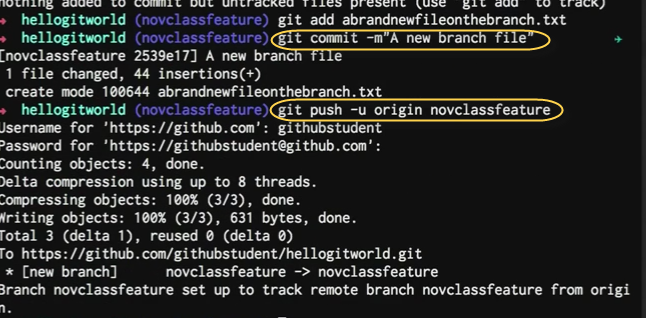 nothing added to commit but untracked files present (use "git add" to track)
→ hellogitworld (novclassfeature) git add abrandnewfileonthebranch.txt
→ hellogitworld (novclassfeature) git commit -m"A new branch file" →
[novclassfeature 2539e17] A new branch file
1 file changed, 44 insertions(+)
create mode 100644 abrandnewfileonthebranch.txt
→ hellogitworld (novclassfeature) git push -u origin novclassfeature
Username for 'https://github.com': githubstudent
Password for 'https://githubstudent@github.com':
Counting objects: 4, done.
Delta compression using up to 8 threads.
Compressing objects: 100% (3/3), done.
Writing objects: 100% (3/3), 631 bytes, done.
Total 3 (delta 1), reused 0 (delta 0)
To https://github.com/githubstudent/hellogitworld.git
* [new branch] novclassfeature -> novclassfeature
Branch novclassfeature set up to track remote branch novclassfeature from origi
n.